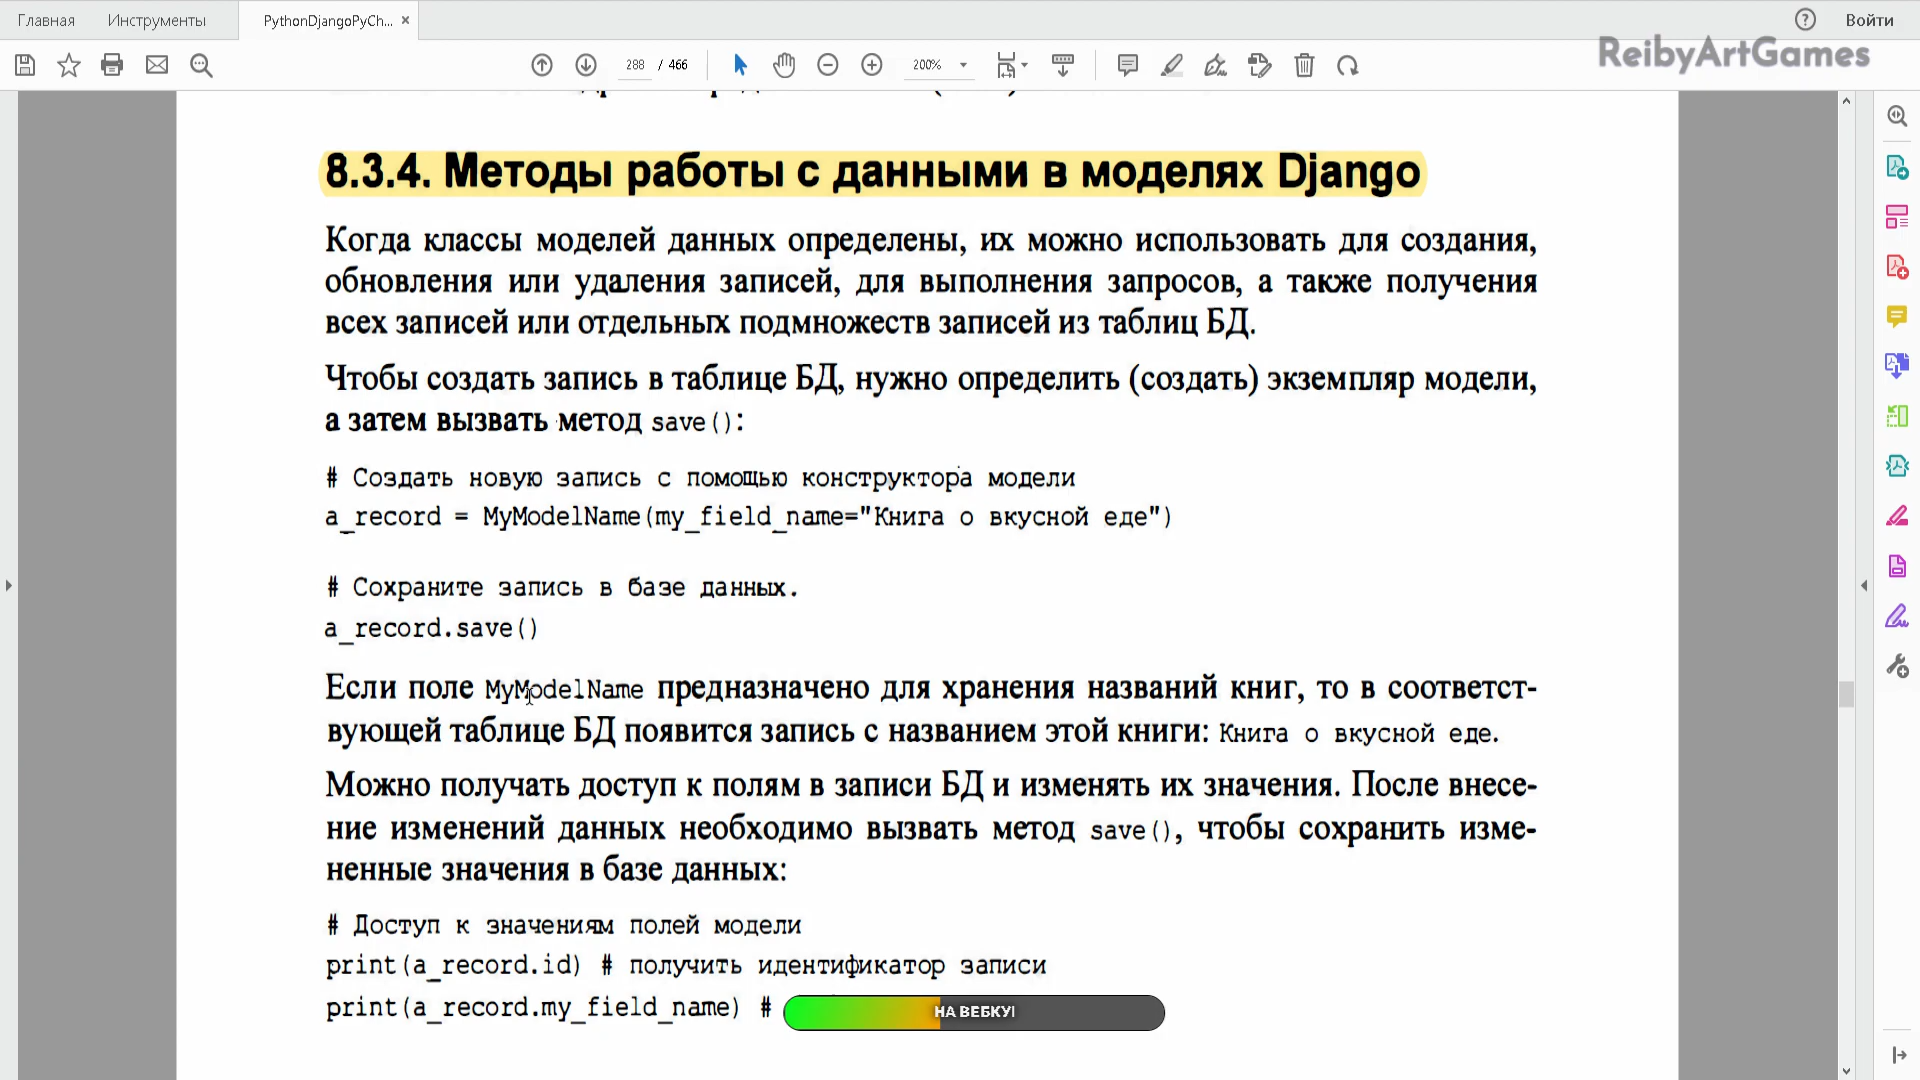 Главная Инструменты PythonDjangoPyCh... × ? Войти
288 / 466 200%
ReibyArtGames
8.3.4. Методы работы с данными в моделях Django
Когда классы моделей данных определены, их можно использовать для создания,
обновления или удаления записей, для выполнения запросов, а также получения
всех записей или отдельных подмножеств записей из таблиц БД.
Чтобы создать запись в таблице БД, нужно определить (создать) экземпляр модели,
а затем вызвать метод save():
# Создать новую запись с помощью конструктора модели
a_record = MyModelName(my_field_name="Книга о вкусной еде")
# Сохраните запись в базе данных.
a_record.save()
Если поле MyModelName предназначено для хранения названий книг, то в соответст-
вующей таблице БД появится запись с названием этой книги: Книга о вкусной еде.
Можно получать доступ к полям в записи БД и изменять их значения. После внесе-
ние изменений данных необходимо вызвать метод save(), чтобы сохранить изме-
ненные значения в базе данных:
# Доступ к значениям полей модели
print(a_record.id) # получить идентификатор записи
print(a_record.my_field_name) #
НА ВЕБКУ!